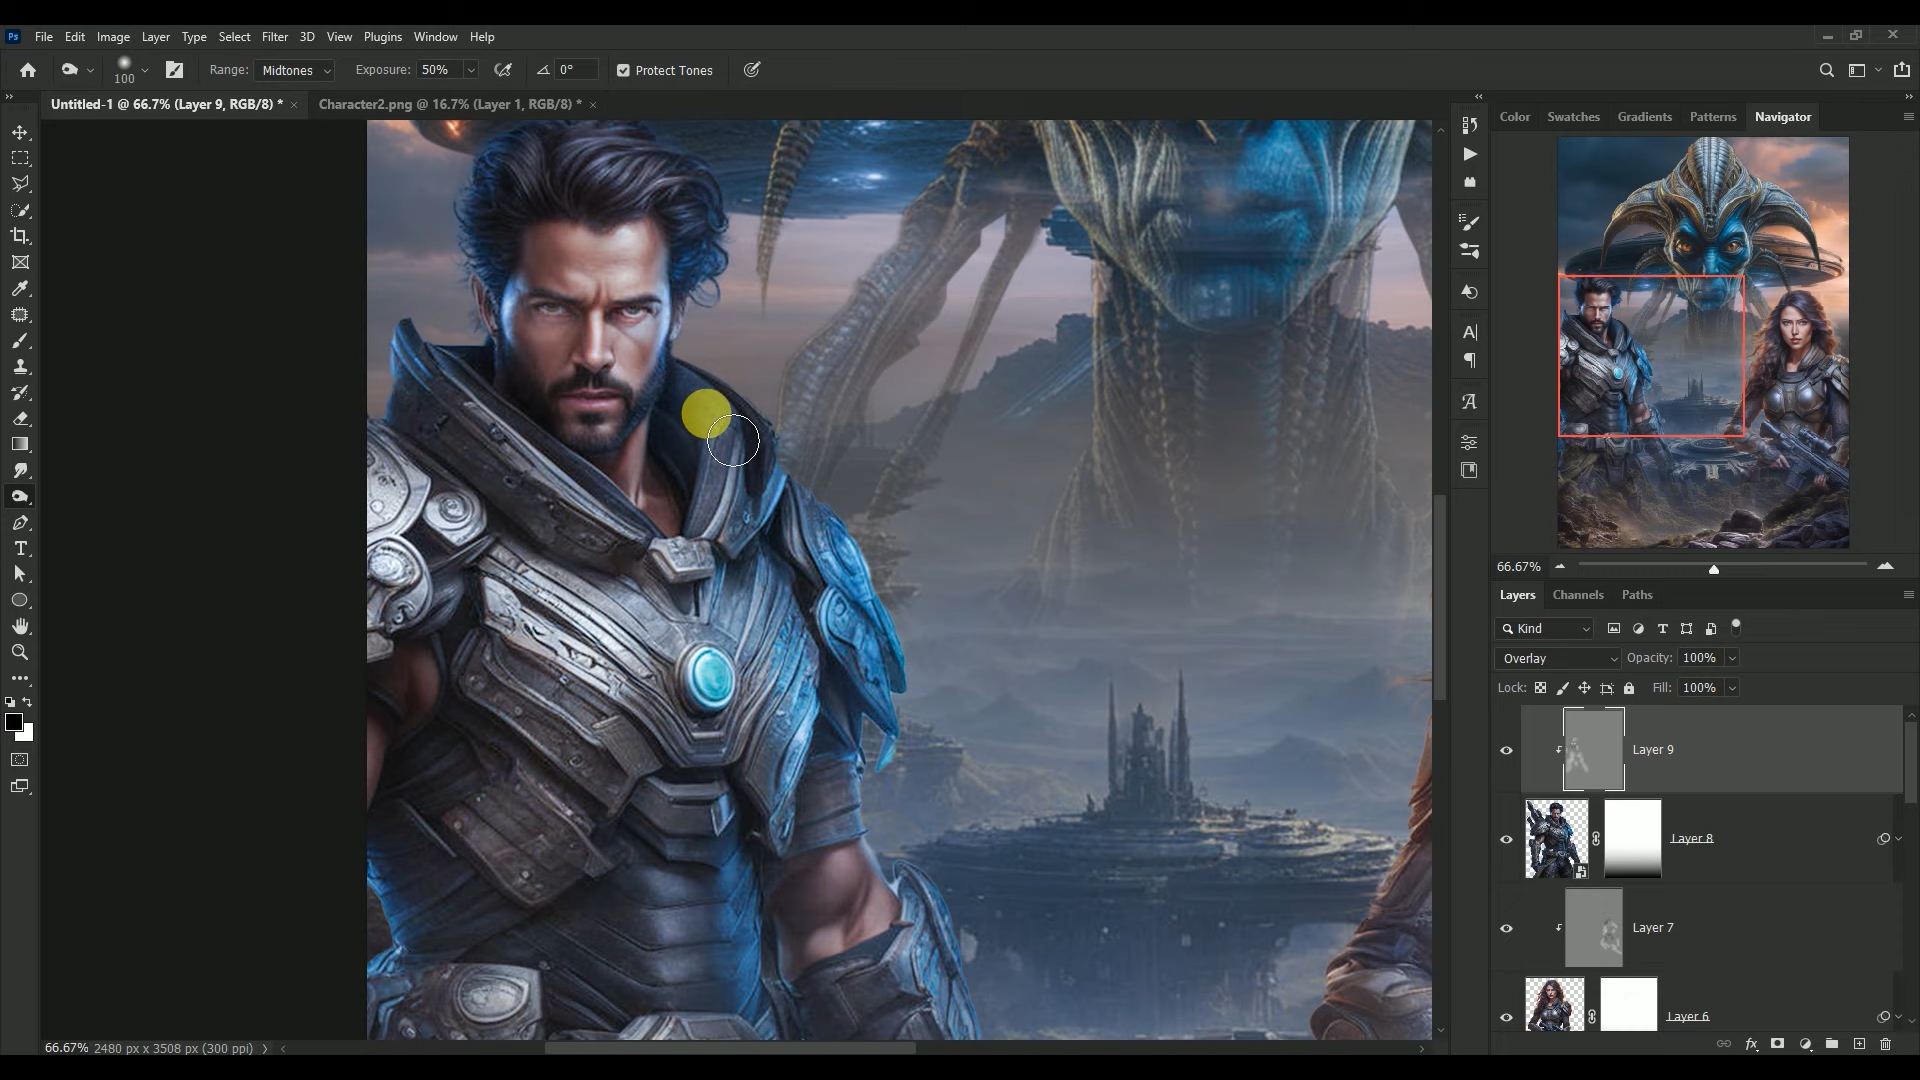 Ps File Edit Image Layer Type Select Filter 3D View Plugins Window Help
100 Range: Midtones Exposure: 50% 0° Protect Tones
Untitled-1 @ 66.7% (Layer 9, RGB/8) * × Character2.png @ 16.7% (Layer 1, RGB/8) * ×
Color Swatches Gradients Patterns Navigator
66.67%
Layers Channels Paths
Kind
Overlay Opacity: 100%
Lock: Fill: 100%
Layer 9
Layer 8
Layer 7
Layer 6
66.67% 2480 px x 3508 px (300 ppi)